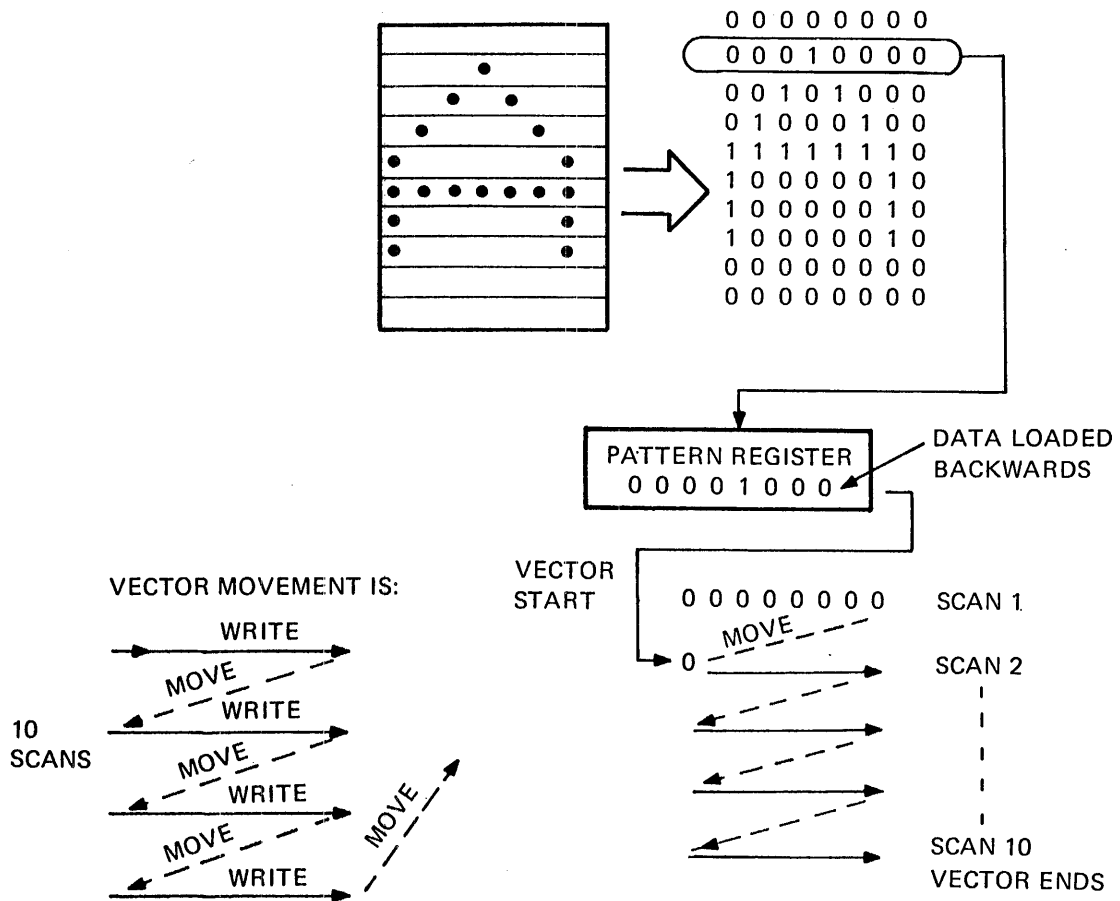 0 0 0 0 0 0 0 0
0 0 0 1 0 0 0 0
0 0 1 0 1 0 0 0
0 1 0 0 0 1 0 0
1 1 1 1 1 1 1 0
1 0 0 0 0 0 1 0
1 0 0 0 0 0 1 0
1 0 0 0 0 0 1 0
0 0 0 0 0 0 0 0
0 0 0 0 0 0 0 0
PATTERN REGISTER
0 0 0 0 1 0 0 0
DATA LOADED
BACKWARDS
VECTOR MOVEMENT IS:
WRITE
MOVE
WRITE
MOVE
WRITE
MOVE
WRITE
MOVE
10
SCANS
VECTOR
START
0 0 0 0 0 0 0 0
SCAN 1
MOVE
0
SCAN 2
SCAN 10
VECTOR ENDS